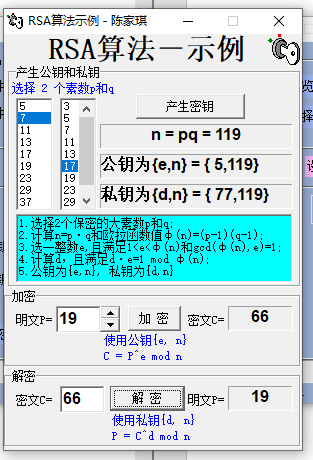 RSA算法示例 - 陈家琪
RSA算法－示例
产生公钥和私钥
选择 2 个素数p和q
5
7
11
13
17
19
23
29
3
5
7
11
13
17
19
23
29
37
产生密钥
n = pq = 119
公钥为{e,n} = { 5,119}
私钥为{d,n} = { 77,119}
1.选择2个保密的大素数p和q;
2.计算n=p·q和欧拉函数值φ(n)=(p-1)(q-1);
3.选一整数e,且满足1<e<φ(n)和gcd(φ(n),e)=1;
4.计算d, 且满足d·e=1 mod φ(n);
5.公钥为{e,n}, 私钥为{d,n}
加密
明文P= 19 加 密 密文C= 66
使用公钥{e, n}
C = P^e mod n
解密
密文C= 66 解 密 明文P= 19
使用私钥{d, n}
P = C^d mod n